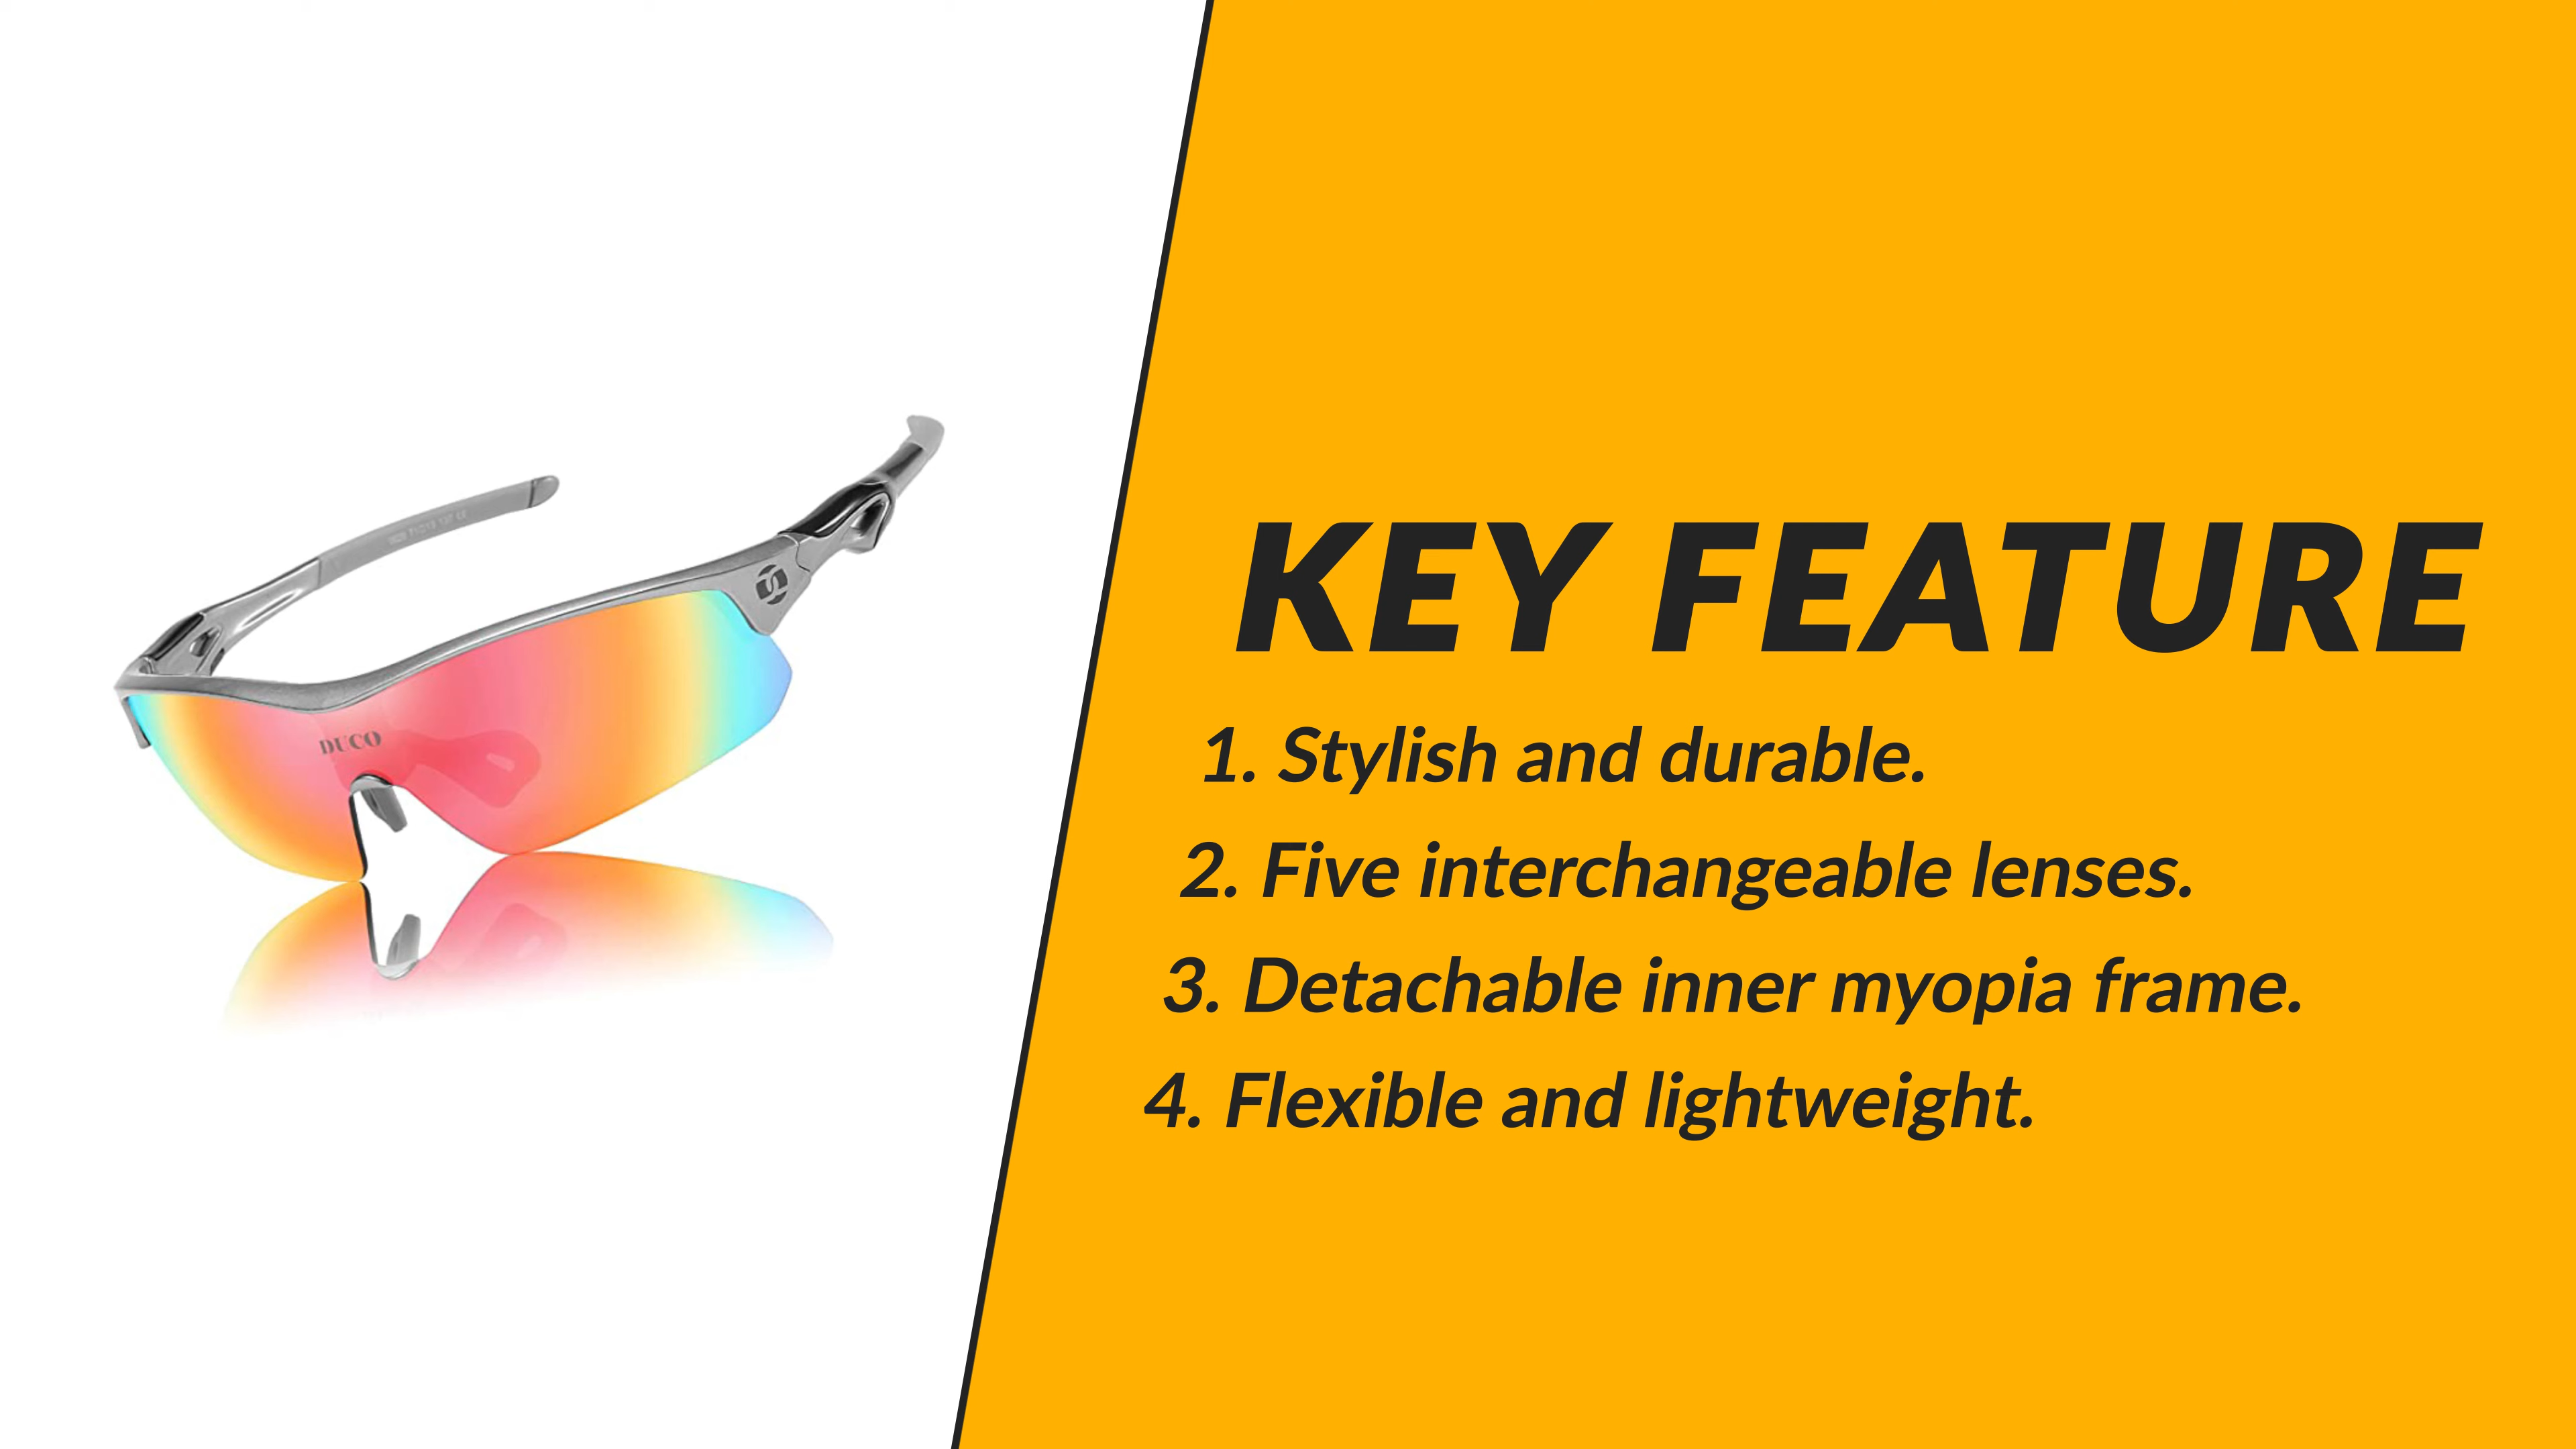 DUCO
KEY FEATURE
1. Stylish and durable.
2. Five interchangeable lenses.
3. Detachable inner myopia frame.
4. Flexible and lightweight.